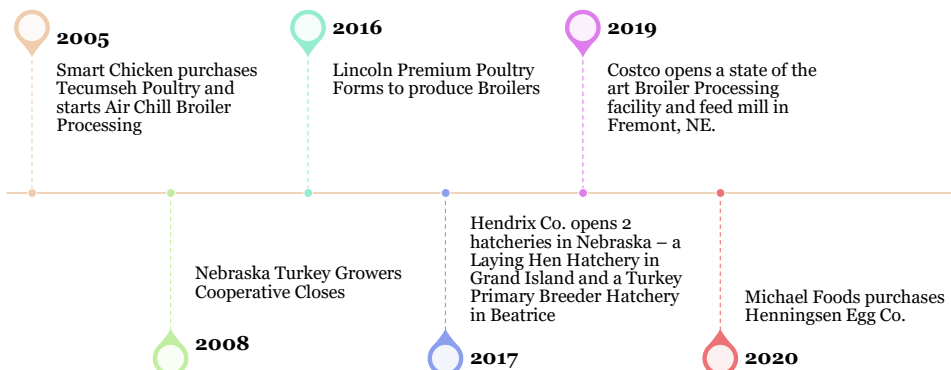 2005
Smart Chicken purchases
Tecumseh Poultry and
starts Air Chill Broiler
Processing
2016
Lincoln Premium Poultry
Forms to produce Broilers
2019
Costco opens a state of the
art Broiler Processing
facility and feed mill in
Fremont, NE.
Nebraska Turkey Growers
Cooperative Closes
2008
Hendrix Co. opens 2
hatcheries in Nebraska – a
Laying Hen Hatchery in
Grand Island and a Turkey
Primary Breeder Hatchery
in Beatrice
2017
Michael Foods purchases
Henningsen Egg Co.
2020